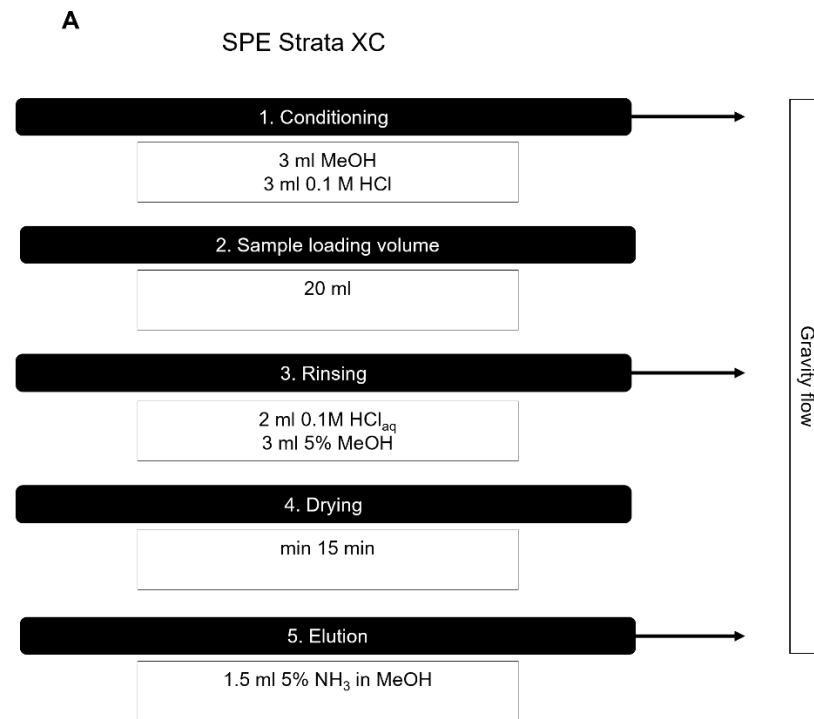 A
SPE Strata XC
1. Conditioning
3 ml MeOH
3 ml 0.1 M HCl
2. Sample loading volume
20 ml
3. Rinsing
2 ml 0.1M HClaq
3 ml 5% MeOH
4. Drying
min 15 min
5. Elution
1.5 ml 5% NH3 in MeOH
Gravity flow